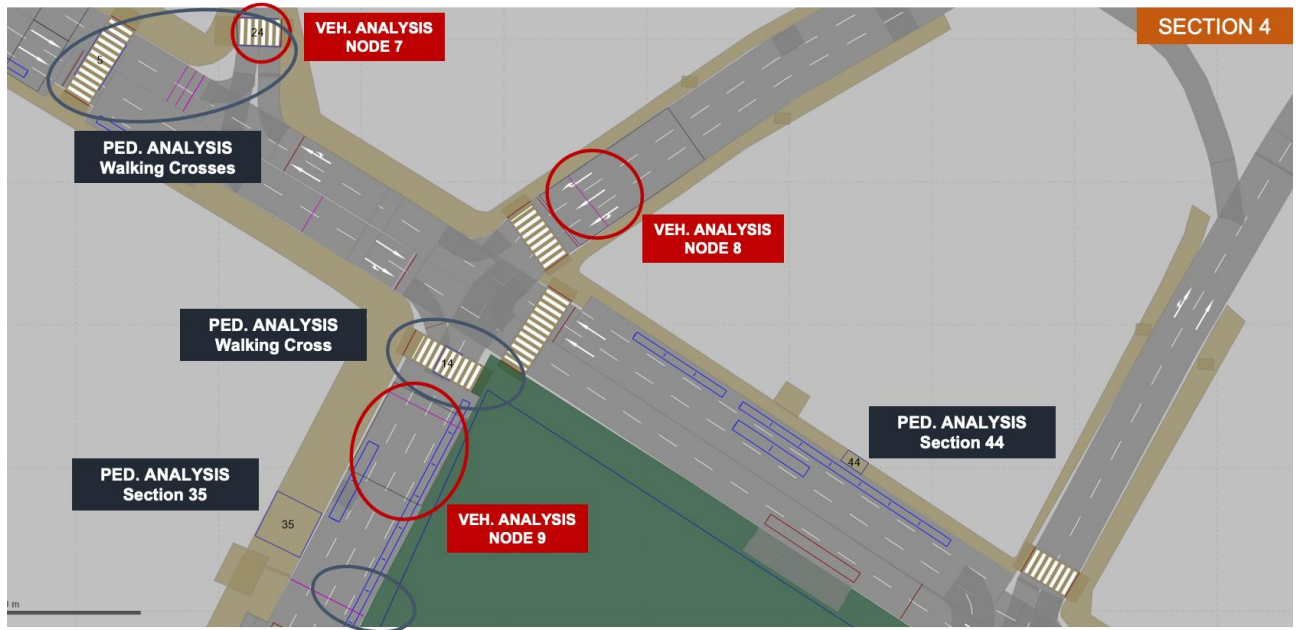 SECTION 4
24
VEH. ANALYSIS
NODE 7
5
PED. ANALYSIS
Walking Crosses
VEH. ANALYSIS
NODE 8
PED. ANALYSIS
Walking Cross
14
PED. ANALYSIS
Section 44
44
PED. ANALYSIS
Section 35
35
VEH. ANALYSIS
NODE 9
m